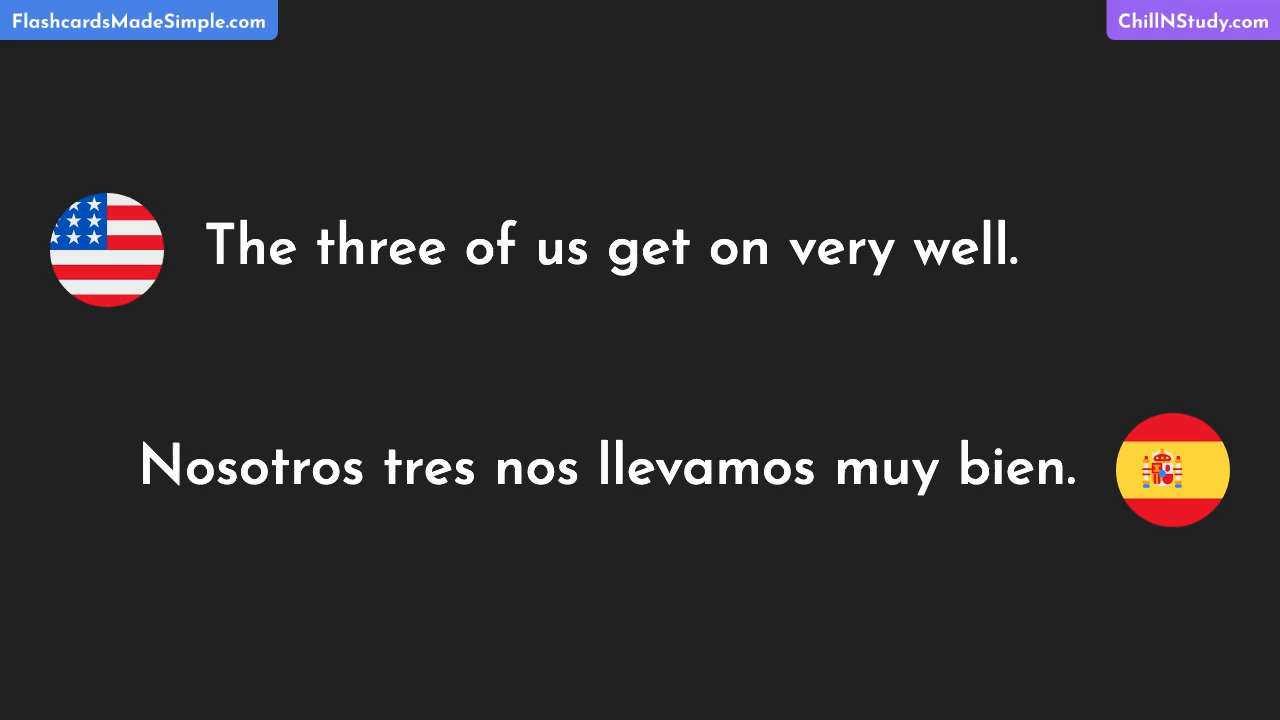 FlashcardsMadeSimple.com
ChillNStudy.com
The three of us get on very well.
Nosotros tres nos llevamos muy bien.